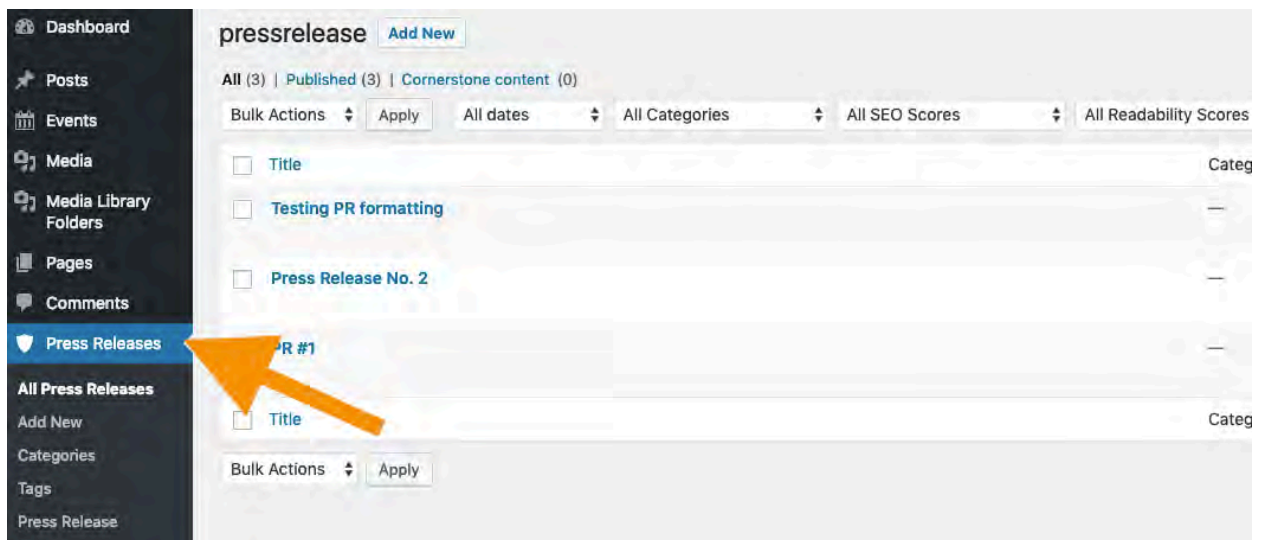 Dashboard
Posts
Events
Media
Media Library
Folders
Pages
Comments
Press Releases
All Press Releases
Add New
Categories
Tags
Press Release
pressrelease Add New
All (3) | Published (3) | Cornerstone content (0)
Bulk Actions Apply All dates All Categories All SEO Scores All Readability Scores
Title Categ
Testing PR formatting —
Press Release No. 2 —
PR #1 —
Title Categ
Bulk Actions Apply